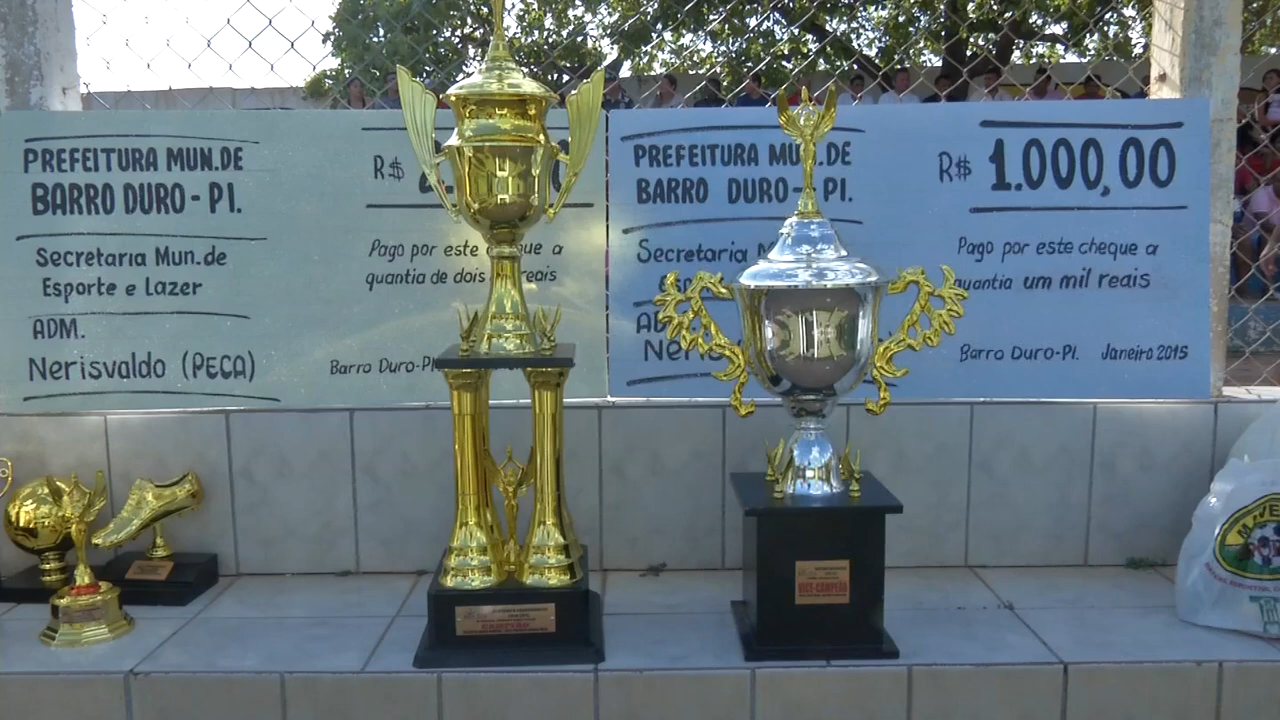 PREFEITURA MUN.DE
BARRO DURO - PI.
Secretaria Mun.de
Esporte e Lazer
ADM.
Nerisvaldo (PECA)
R$
Pago por este cheque a
quantia de dois mil reais
Barro Duro-PI
PREFEITURA MUN.DE
BARRO DURO - PI.
Secretaria
Nerisv
R$ 1.000,00
Pago por este cheque a
quantia um mil reais
Barro Duro-PI. Janeiro 2015
CAMPEÃO
VICE-CAMPEÃO